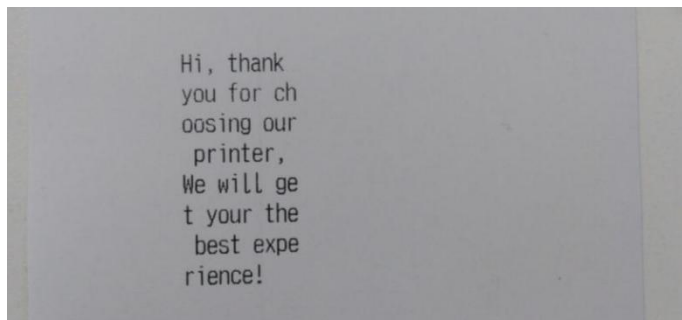 Hi, thank
you for ch
oosing our
 printer,
We will ge
t your the
 best expe
rience!